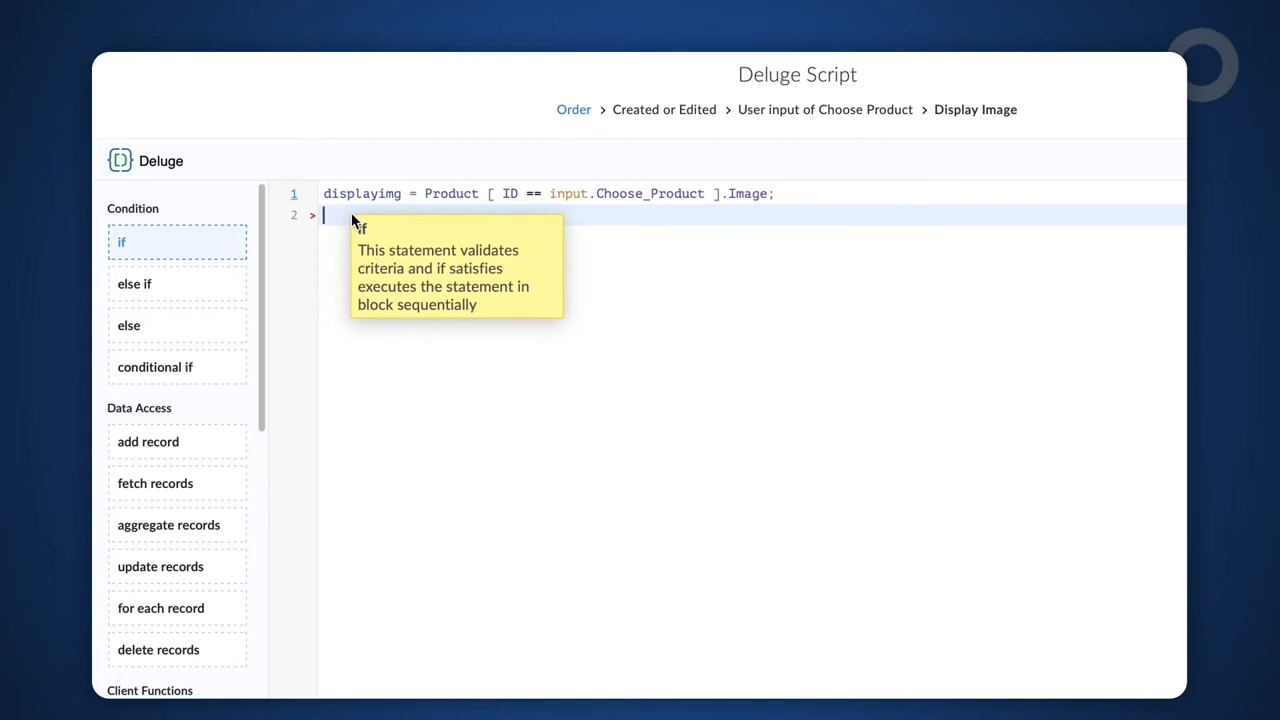 Deluge Script
Order > Created or Edited > User input of Choose Product > Display Image
Deluge
Condition
if
else if
else
conditional if
Data Access
add record
fetch records
aggregate records
update records
for each record
delete records
Client Functions
1 displayimg = Product [ ID == input.Choose_Product ].Image;
2 >
if
This statement validates
criteria and if satisfies
executes the statement in
block sequentially